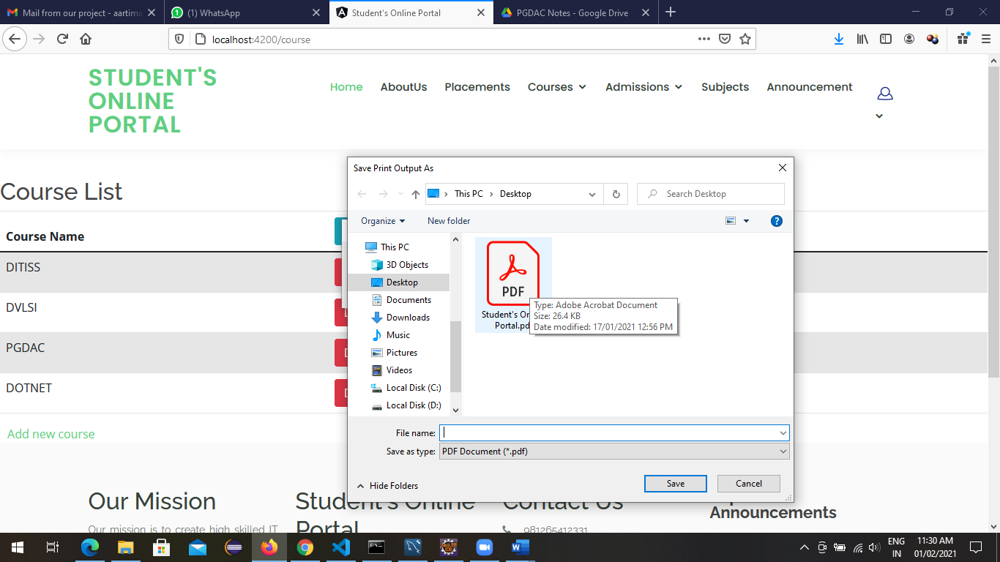 Mail from our project - aartima
(1) WhatsApp
Student's Online Portal
PGDAC Notes - Google Drive
localhost:4200/course
STUDENT'S
ONLINE
PORTAL
Home
AboutUs
Placements
Courses
Admissions
Subjects
Announcement
Course List
Course Name
DITISS
DVLSI
PGDAC
DOTNET
Add new course
Save Print Output As
This PC
Desktop
Search Desktop
Organize
New folder
This PC
3D Objects
Desktop
Documents
Downloads
Music
Pictures
Videos
Local Disk (C:)
Local Disk (D:)
PDF
Student's On
Portal.pd
Type: Adobe Acrobat Document
Size: 26.4 KB
Date modified: 17/01/2021 12:56 PM
File name:
Save as type: PDF Document (*.pdf)
Hide Folders
Save
Cancel
Our Mission
Our mission is to create high skilled IT
Student's Online
Portal
Contact Us
981265412331
Announcements
ENG
IN
11:30 AM
01/02/2021